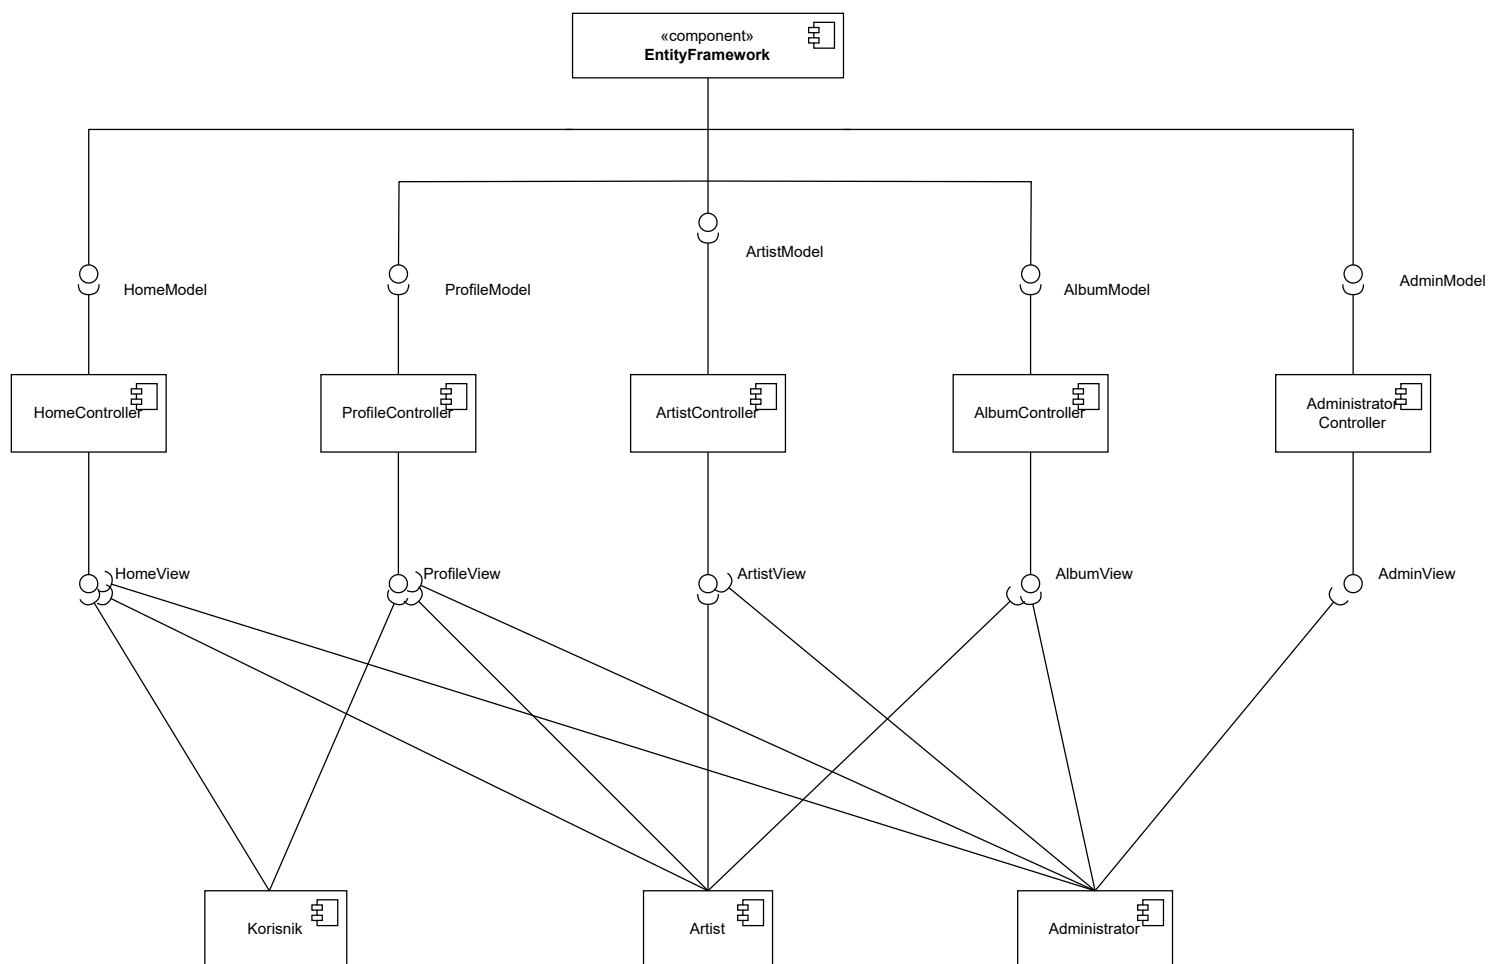 «component»
EntityFramework
HomeModel
ProfileModel
ArtistModel
AlbumModel
AdminModel
HomeController
ProfileController
ArtistController
AlbumController
Administrator
Controller
HomeView
ProfileView
ArtistView
AlbumView
AdminView
Korisnik
Artist
Administrator